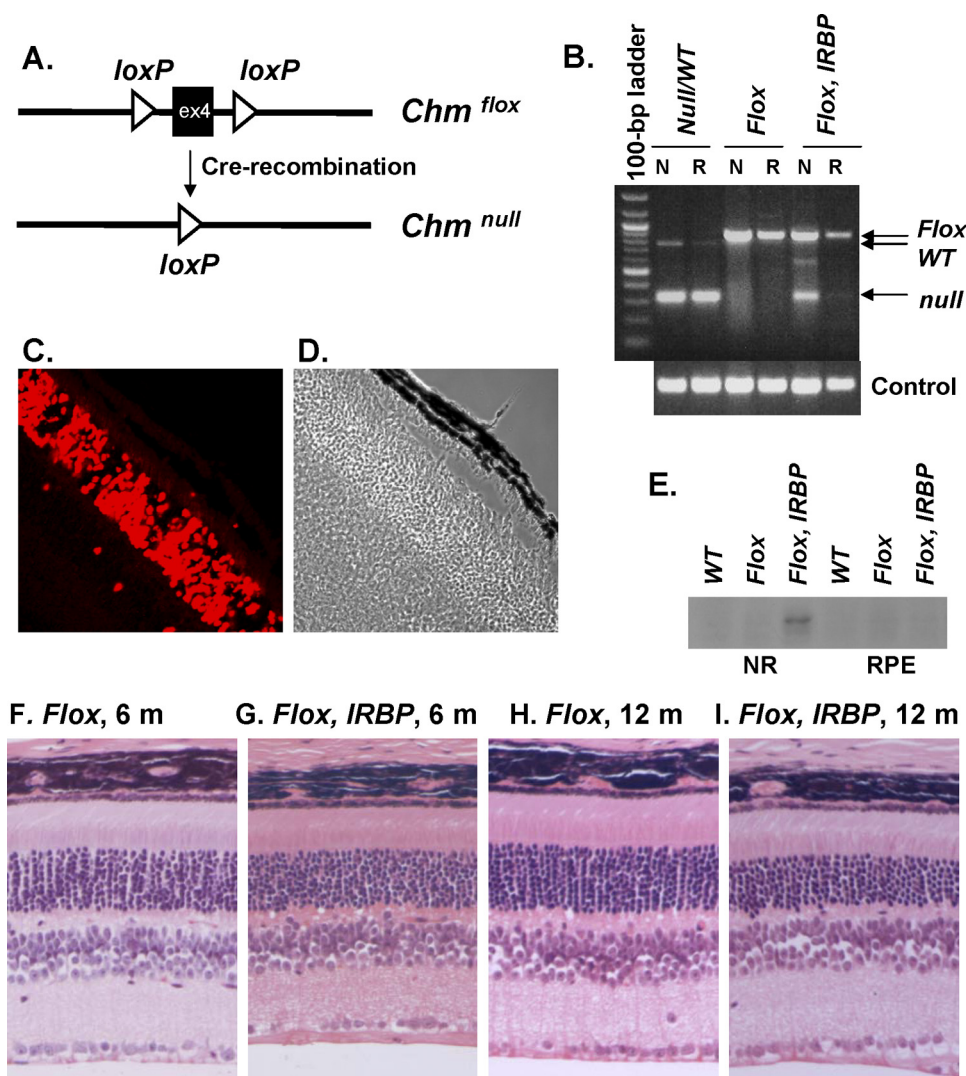 A.
loxP
loxP
ex4
Chm flox
Cre-recombination
Chm null
loxP
B.
100-bp ladder
Null/WT
Flox
Flox, IRBP
N R N R N R
Flox
WT
null
Control
C.
D.
E.
WT
Flox
Flox, IRBP
WT
Flox
Flox, IRBP
NR
RPE
F. Flox, 6 m
G. Flox, IRBP, 6 m
H. Flox, 12 m
I. Flox, IRBP, 12 m